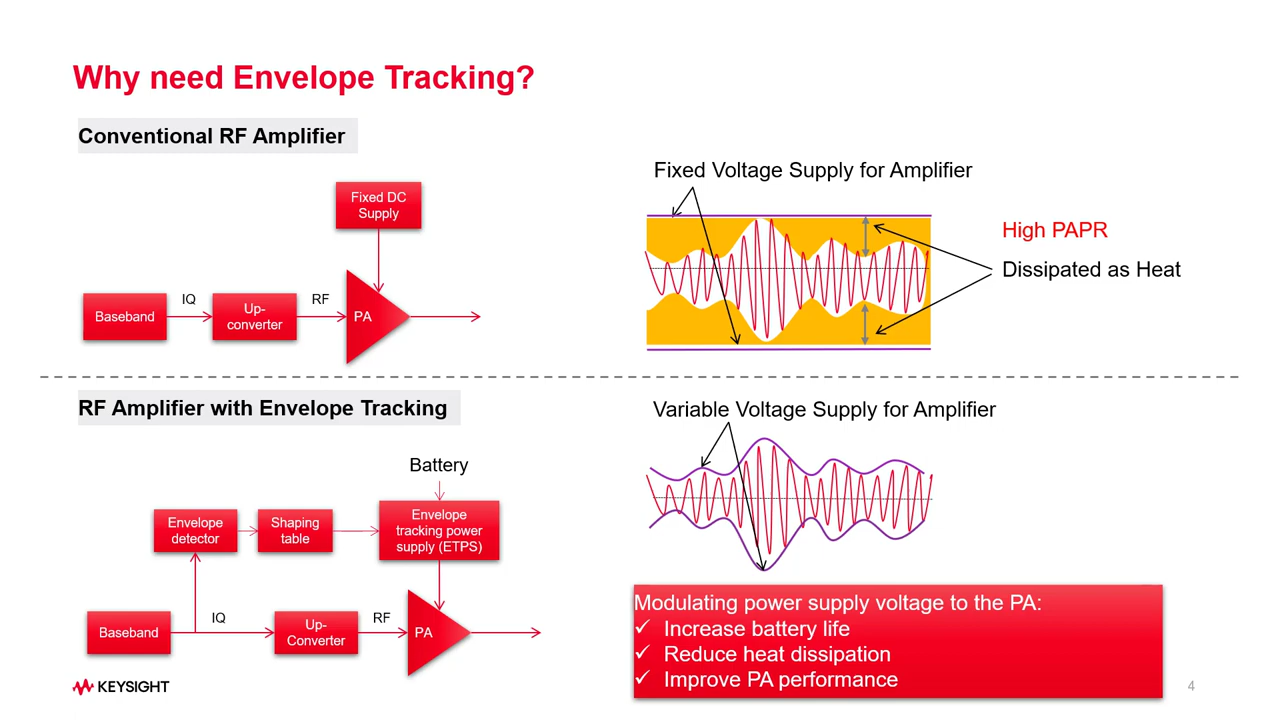 Why need Envelope Tracking?
Conventional RF Amplifier
Fixed DC
Supply
Baseband
IQ
Up-
converter
RF
PA
Fixed Voltage Supply for Amplifier
High PAPR
Dissipated as Heat
RF Amplifier with Envelope Tracking
Battery
Envelope
detector
Shaping
table
Envelope
tracking power
supply (ETPS)
Baseband
IQ
Up-
Converter
RF
PA
Variable Voltage Supply for Amplifier
Modulating power supply voltage to the PA:
✓ Increase battery life
✓ Reduce heat dissipation
✓ Improve PA performance
KEYSIGHT
4